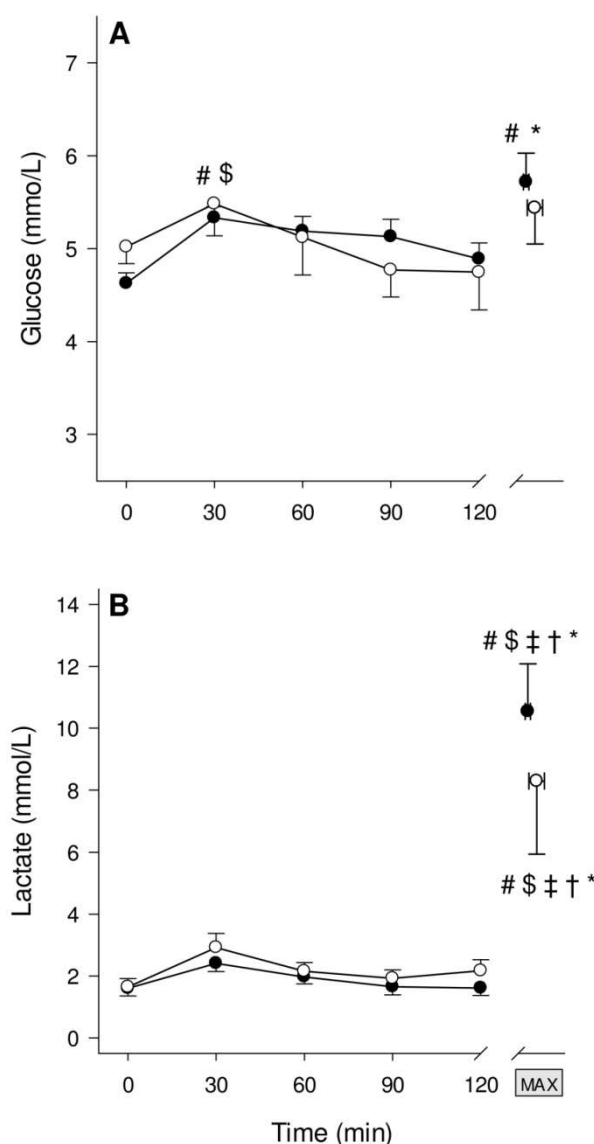 A
7
# *
6
# $
5
4
3
Glucose (mmo/L)
0 30 60 90 120
B
14
12
# $ ‡ † *
10
8
6
# $ ‡ † *
4
2
0
Lactate (mmol/L)
0 30 60 90 120 MAX
Time (min)